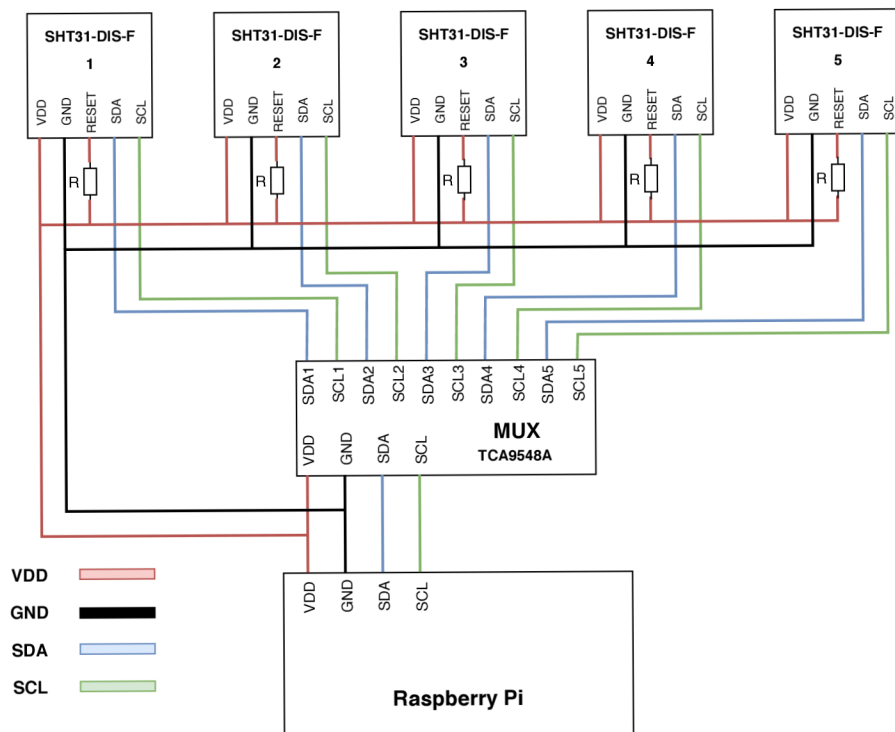 SHT31-DIS-F
1
SHT31-DIS-F
2
SHT31-DIS-F
3
SHT31-DIS-F
4
SHT31-DIS-F
5
VDD GND RESET SDA SCL
VDD GND RESET SDA SCL
VDD GND RESET SDA SCL
VDD GND RESET SDA SCL
VDD GND RESET SDA SCL
R
R
R
R
R
SDA1 SCL1 SDA2 SCL2 SDA3 SCL3 SDA4 SCL4 SDA5 SCL5
MUX
TCA9548A
VDD GND SDA SCL
VDD GND SDA SCL
Raspberry Pi
VDD
GND
SDA
SCL